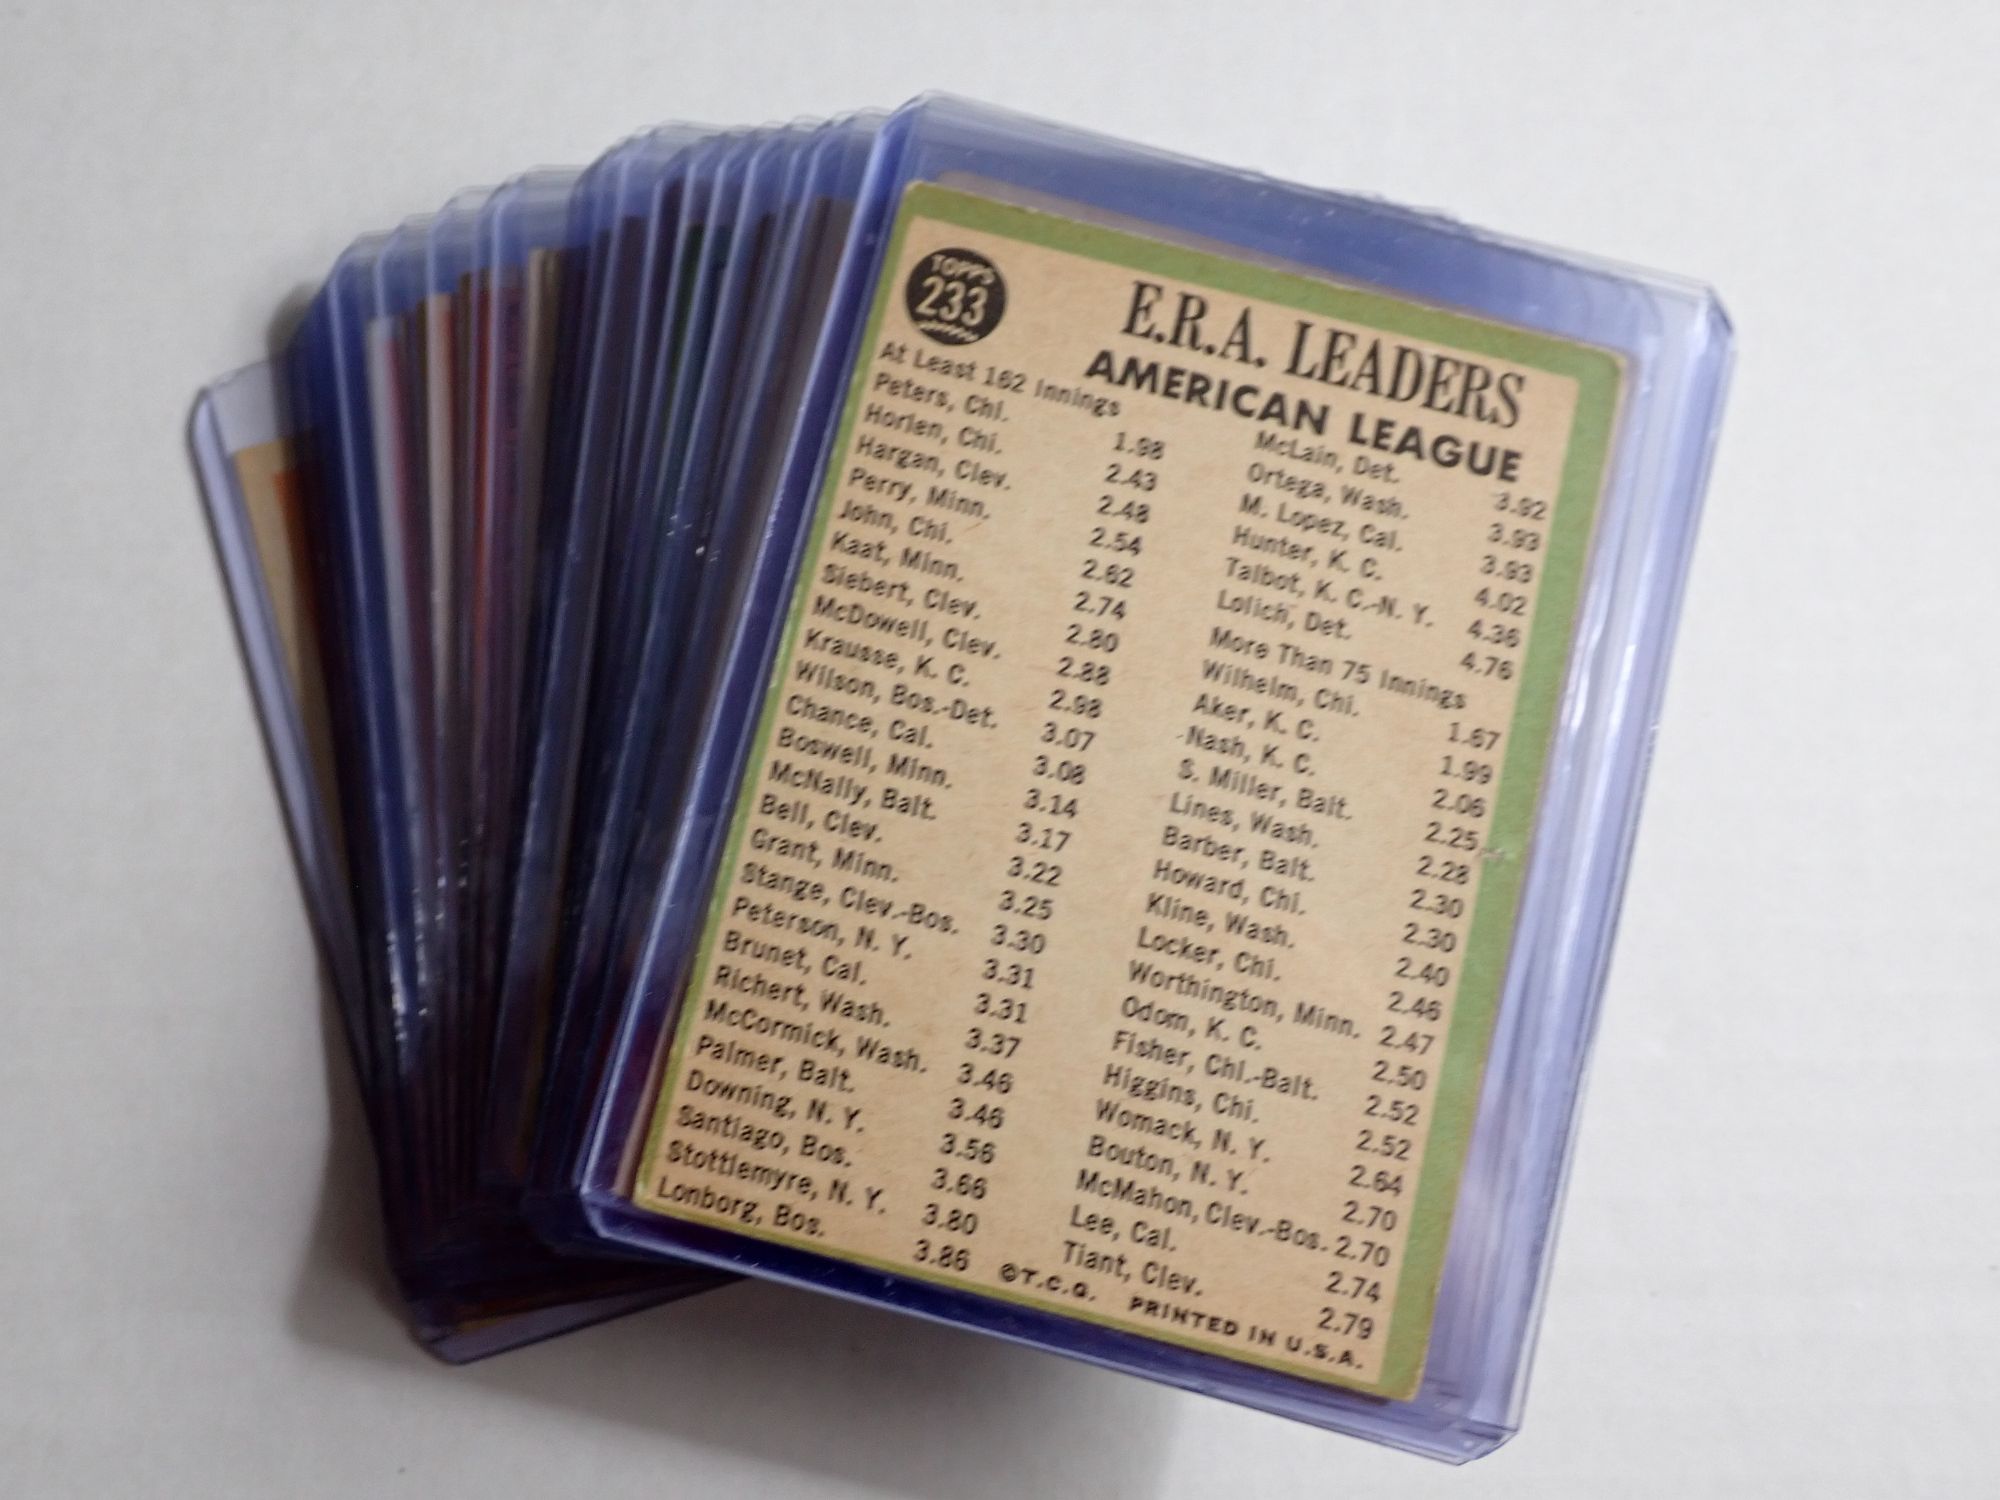 TOPPS
233
E.R.A. LEADERS
AMERICAN LEAGUE
At Least 162 Innings
Peters, Chi. 1.98
Horlen, Chi. 2.43
Hargan, Clev. 2.48
Perry, Minn. 2.54
John, Chi. 2.62
Kaat, Minn. 2.74
Siebert, Clev. 2.80
McDowell, Clev. 2.88
Krausse, K. C. 2.98
Wilson, Bos.-Det. 3.07
Chance, Cal. 3.08
Boswell, Minn. 3.14
McNally, Balt. 3.17
Bell, Clev. 3.22
Grant, Minn. 3.25
Stange, Clev.-Bos. 3.30
Peterson, N. Y. 3.31
Brunet, Cal. 3.31
Richert, Wash. 3.37
McCormick, Wash. 3.46
Palmer, Balt. 3.46
Downing, N. Y. 3.56
Santiago, Bos. 3.66
Stottlemyre, N. Y. 3.80
Lonborg, Bos. 3.86
McLain, Det. 3.92
Ortega, Wash. 3.93
M. Lopez, Cal. 3.93
Hunter, K. C. 4.02
Talbot, K. C.-N. Y. 4.36
Lolich, Det. 4.76
More Than 75 Innings
Wilhelm, Chi. 1.67
Aker, K. C. 1.99
Nash, K. C. 2.06
S. Miller, Balt. 2.25
Lines, Wash. 2.28
Barber, Balt. 2.30
Howard, Chi. 2.30
Kline, Wash. 2.40
Locker, Chi. 2.46
Worthington, Minn. 2.47
Odom, K. C. 2.50
Fisher, Chi.-Balt. 2.52
Higgins, Chi. 2.52
Womack, N. Y. 2.64
Bouton, N. Y. 2.70
McMahon, Clev.-Bos. 2.70
Lee, Cal. 2.74
Tiant, Clev. 2.79
©T.C.G. PRINTED IN U.S.A.